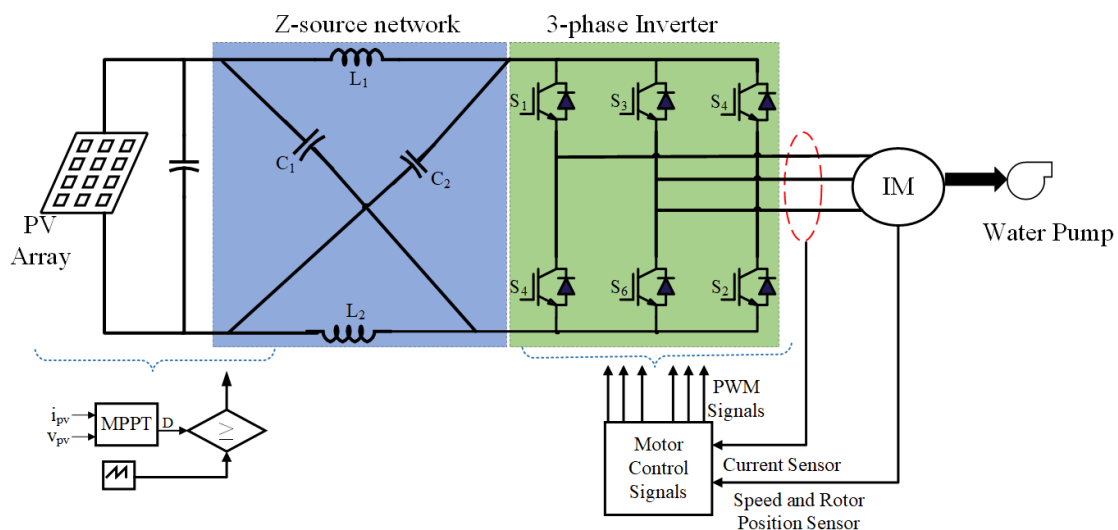 Z-source network
3-phase Inverter
L1
S1
S3
S4
C1
C2
IM
PV
Array
Water Pump
S4
S6
S2
L2
PWM
Signals
ipv
vpv
MPPT
D
≥
Motor
Control
Signals
Current Sensor
Speed and Rotor
Position Sensor